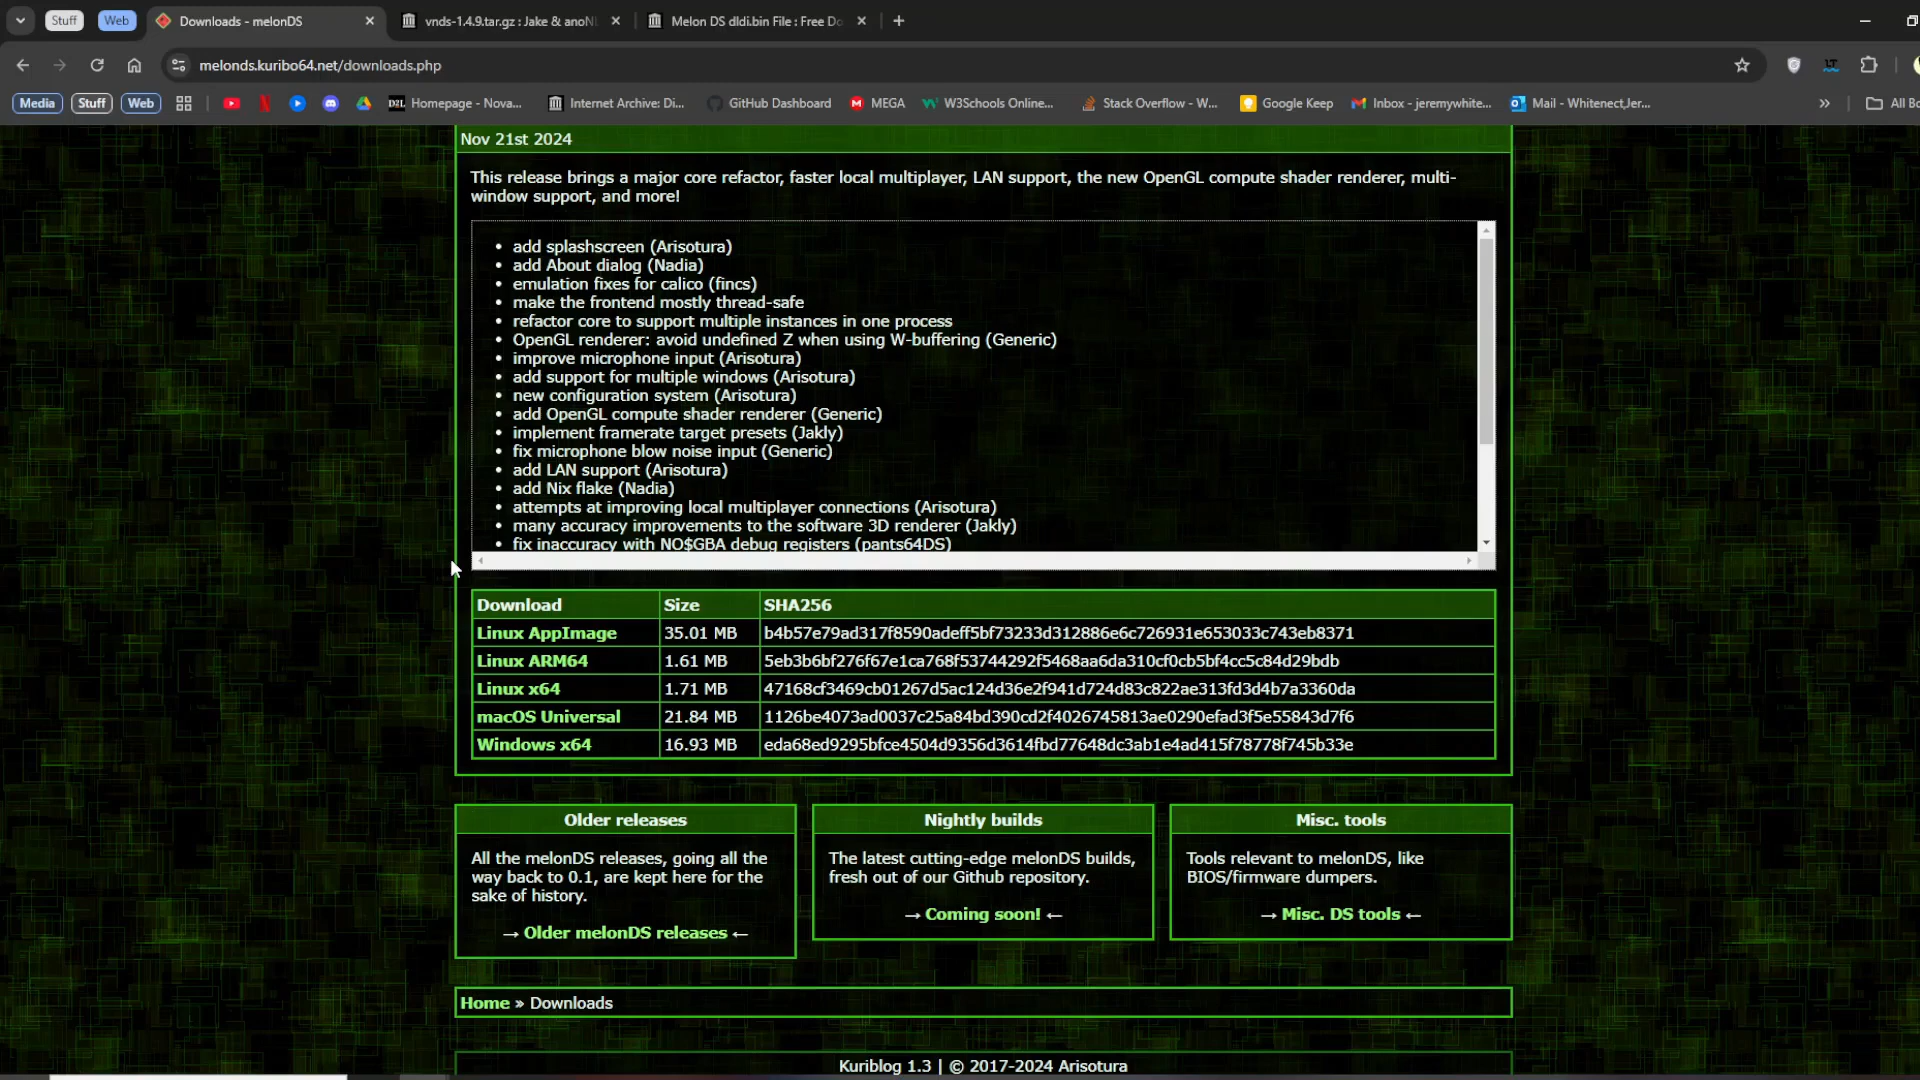 Stuff
Web
Downloads - melonDS
vnds-1.4.9.tar.gz : Jake & anoN
Melon DS dldi.bin File : Free Do
melonds.kuribo64.net/downloads.php
Media
Stuff
Web
D2L
Homepage - Nova...
Internet Archive: Di...
GitHub Dashboard
MEGA
W3Schools Online...
Stack Overflow - W...
Google Keep
Inbox - jeremywhite...
Mail - Whitenect,Jer...
All Bo
Nov 21st 2024
This release brings a major core refactor, faster local multiplayer, LAN support, the new OpenGL compute shader renderer, multi-
window support, and more!
• add splashscreen (Arisotura)
• add About dialog (Nadia)
• emulation fixes for calico (fincs)
• make the frontend mostly thread-safe
• refactor core to support multiple instances in one process
• OpenGL renderer: avoid undefined Z when using W-buffering (Generic)
• improve microphone input (Arisotura)
• add support for multiple windows (Arisotura)
• new configuration system (Arisotura)
• add OpenGL compute shader renderer (Generic)
• implement framerate target presets (Jakly)
• fix microphone blow noise input (Generic)
• add LAN support (Arisotura)
• add Nix flake (Nadia)
• attempts at improving local multiplayer connections (Arisotura)
• many accuracy improvements to the software 3D renderer (Jakly)
• fix inaccuracy with NO$GBA debug registers (pants64DS)
Download Size SHA256
Linux AppImage 35.01 MB b4b57e79ad317f8590adeff5bf73233d312886e6c726931e653033c743eb8371
Linux ARM64 1.61 MB 5eb3b6bf276f67e1ca768f53744292f5468aa6da310cf0cb5bf4cc5c84d29bdb
Linux x64 1.71 MB 47168cf3469cb01267d5ac124d36e2f941d724d83c822ae313fd3d4b7a3360da
macOS Universal 21.84 MB 1126be4073ad0037c25a84bd390cd2f4026745813ae0290efad3f5e55843d7f6
Windows x64 16.93 MB eda68ed9295bfce4504d9356d3614fbd77648dc3ab1e4ad415f78778f745b33e
Older releases
All the melonDS releases, going all the
way back to 0.1, are kept here for the
sake of history.
→ Older melonDS releases ←
Nightly builds
The latest cutting-edge melonDS builds,
fresh out of our Github repository.
→ Coming soon! ←
Misc. tools
Tools relevant to melonDS, like
BIOS/firmware dumpers.
→ Misc. DS tools ←
Home » Downloads
Kuriblog 1.3 | © 2017-2024 Arisotura